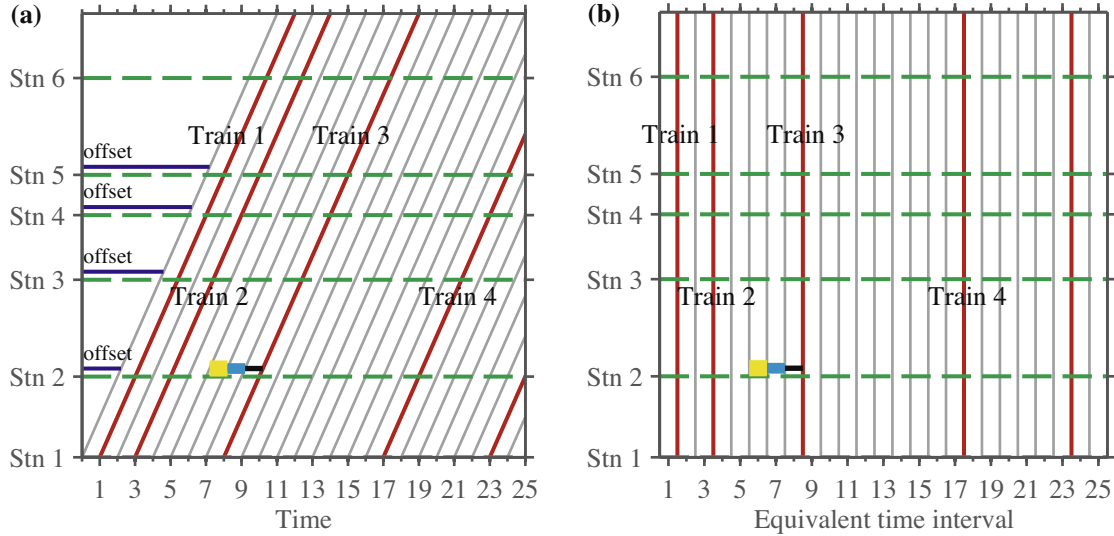 (a)
Stn 6
Train 1
Train 3
offset
Stn 5
offset
Stn 4
offset
Stn 3
Train 2
Train 4
offset
Stn 2
Stn 1
1 3 5 7 9 11 13 15 17 19 21 23 25
Time
(b)
Stn 6
Train 1
Train 3
Stn 5
Stn 4
Stn 3
Train 2
Train 4
Stn 2
Stn 1
1 3 5 7 9 11 13 15 17 19 21 23 25
Equivalent time interval